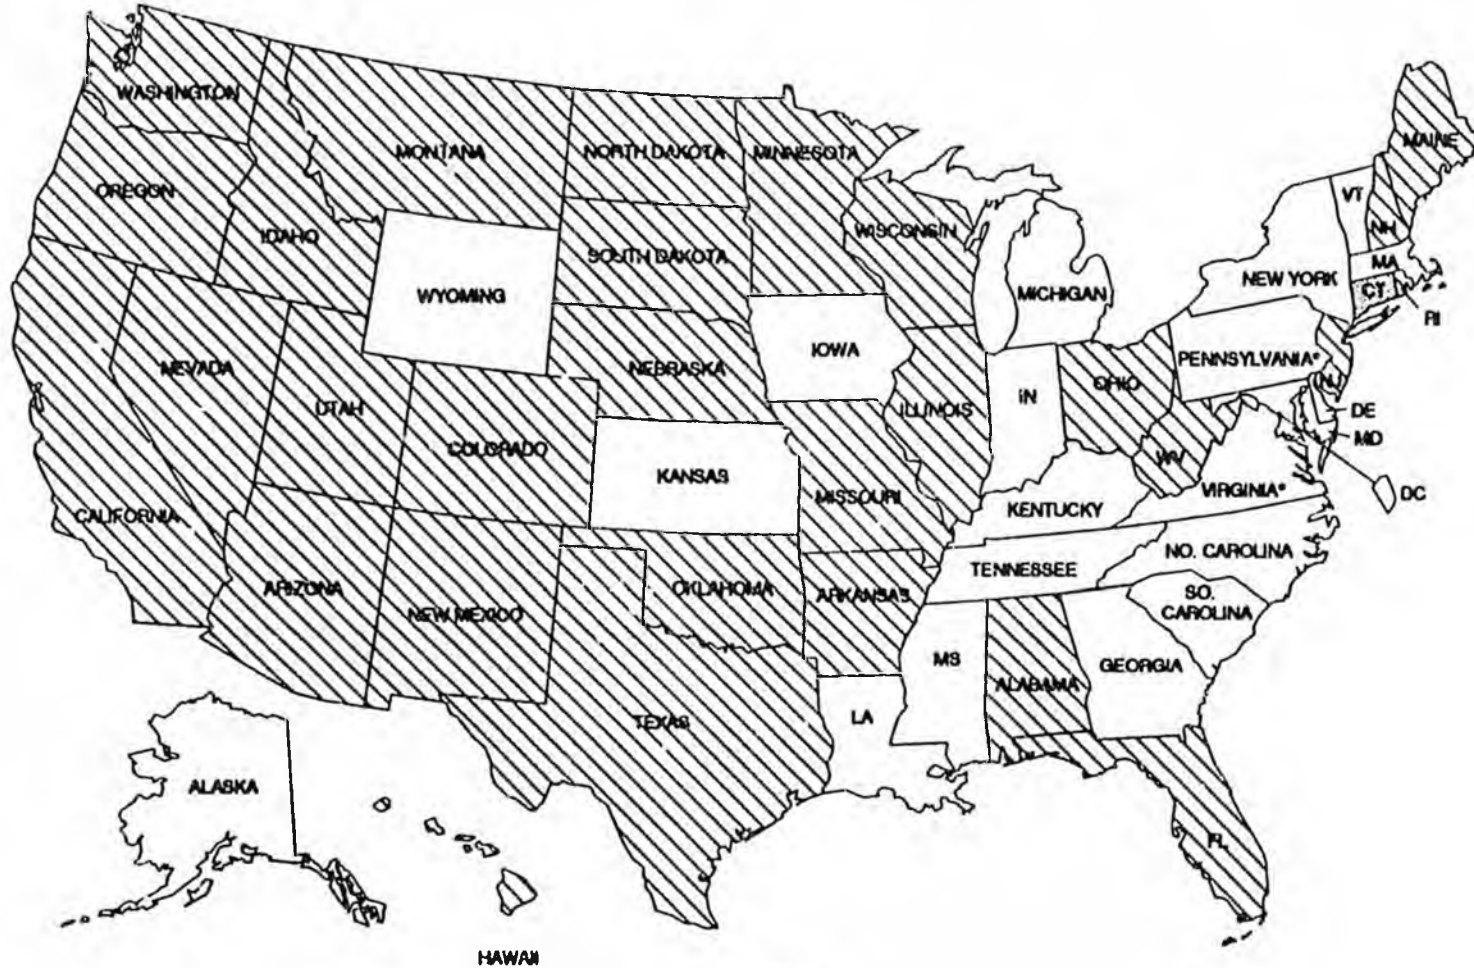 WASHINGTON
MONTANA
NORTH DAKOTA
MINNESOTA
MAINE
OREGON
IDAHO
VT
NH
WISCONSIN
SOUTH DAKOTA
WYOMING
MICHIGAN
NEW YORK
MA
CT
RI
IOWA
NEVADA
NEBRASKA
PENNSYLVANIA*
OHIO
NJ
UTAH
ILLINOIS
IN
DE
MD
COLORADO
KANSAS
WV
MISSOURI
VIRGINIA*
DC
CALIFORNIA
KENTUCKY
NO. CAROLINA
TENNESSEE
ARIZONA
NEW MEXICO
OKLAHOMA
ARKANSAS
SO.
CAROLINA
MS
GEORGIA
ALABAMA
TEXAS
LA
ALASKA
FL
HAWAII